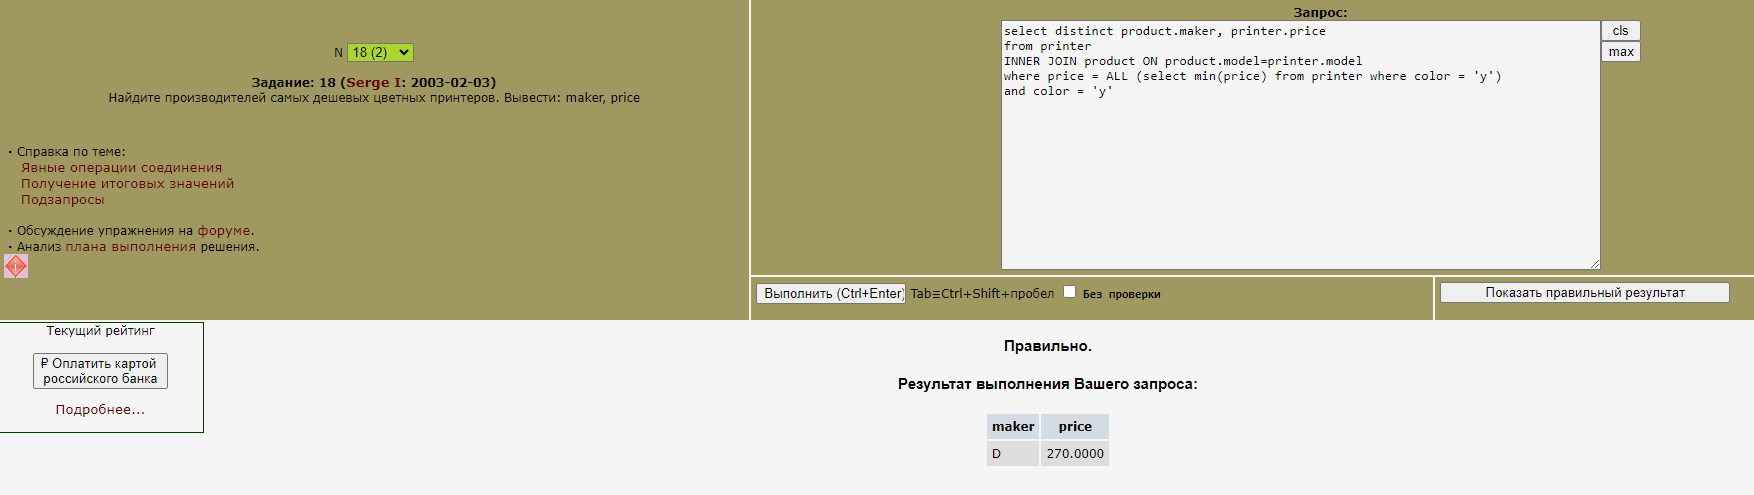 N 18 (2)
Задание: 18 (Serge I: 2003-02-03)
Найдите производителей самых дешевых цветных принтеров. Вывести: maker, price
· Справка по теме:
Явные операции соединения
Получение итоговых значений
Подзапросы
· Обсуждение упражнения на форуме.
· Анализ плана выполнения решения.
Запрос:
select distinct product.maker, printer.price
from printer
INNER JOIN product ON product.model=printer.model
where price = ALL (select min(price) from printer where color = 'y')
and color = 'y'
cls
max
Выполнить (Ctrl+Enter) Tab≡Ctrl+Shift+пробел Без проверки
Показать правильный результат
Текущий рейтинг
₽ Оплатить картой
российского банка
Подробнее...
Правильно.
Результат выполнения Вашего запроса:
maker price
D 270.0000